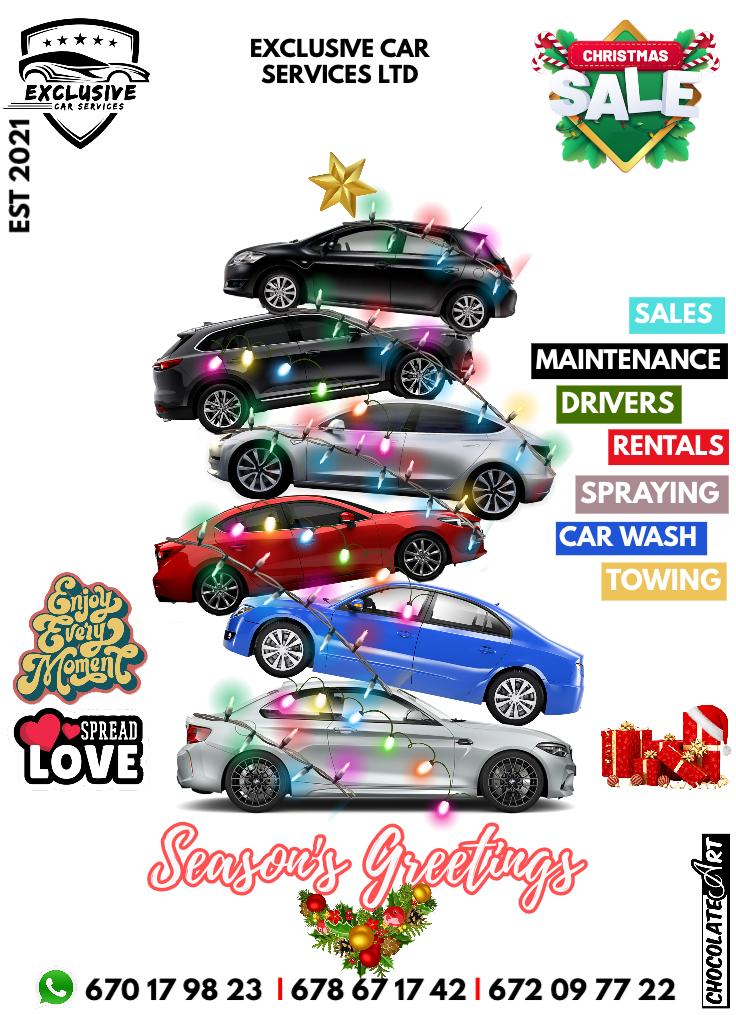 EXCLUSIVE
CAR SERVICES
EST 2021
EXCLUSIVE CAR
SERVICES LTD
CHRISTMAS
SALE
SALES
MAINTENANCE
DRIVERS
RENTALS
SPRAYING
CAR WASH
TOWING
Enjoy
Every
Moment
SPREAD
LOVE
Season's Greetings
CHOCOLATE ART
670 17 98 23 | 678 67 17 42 | 672 09 77 22